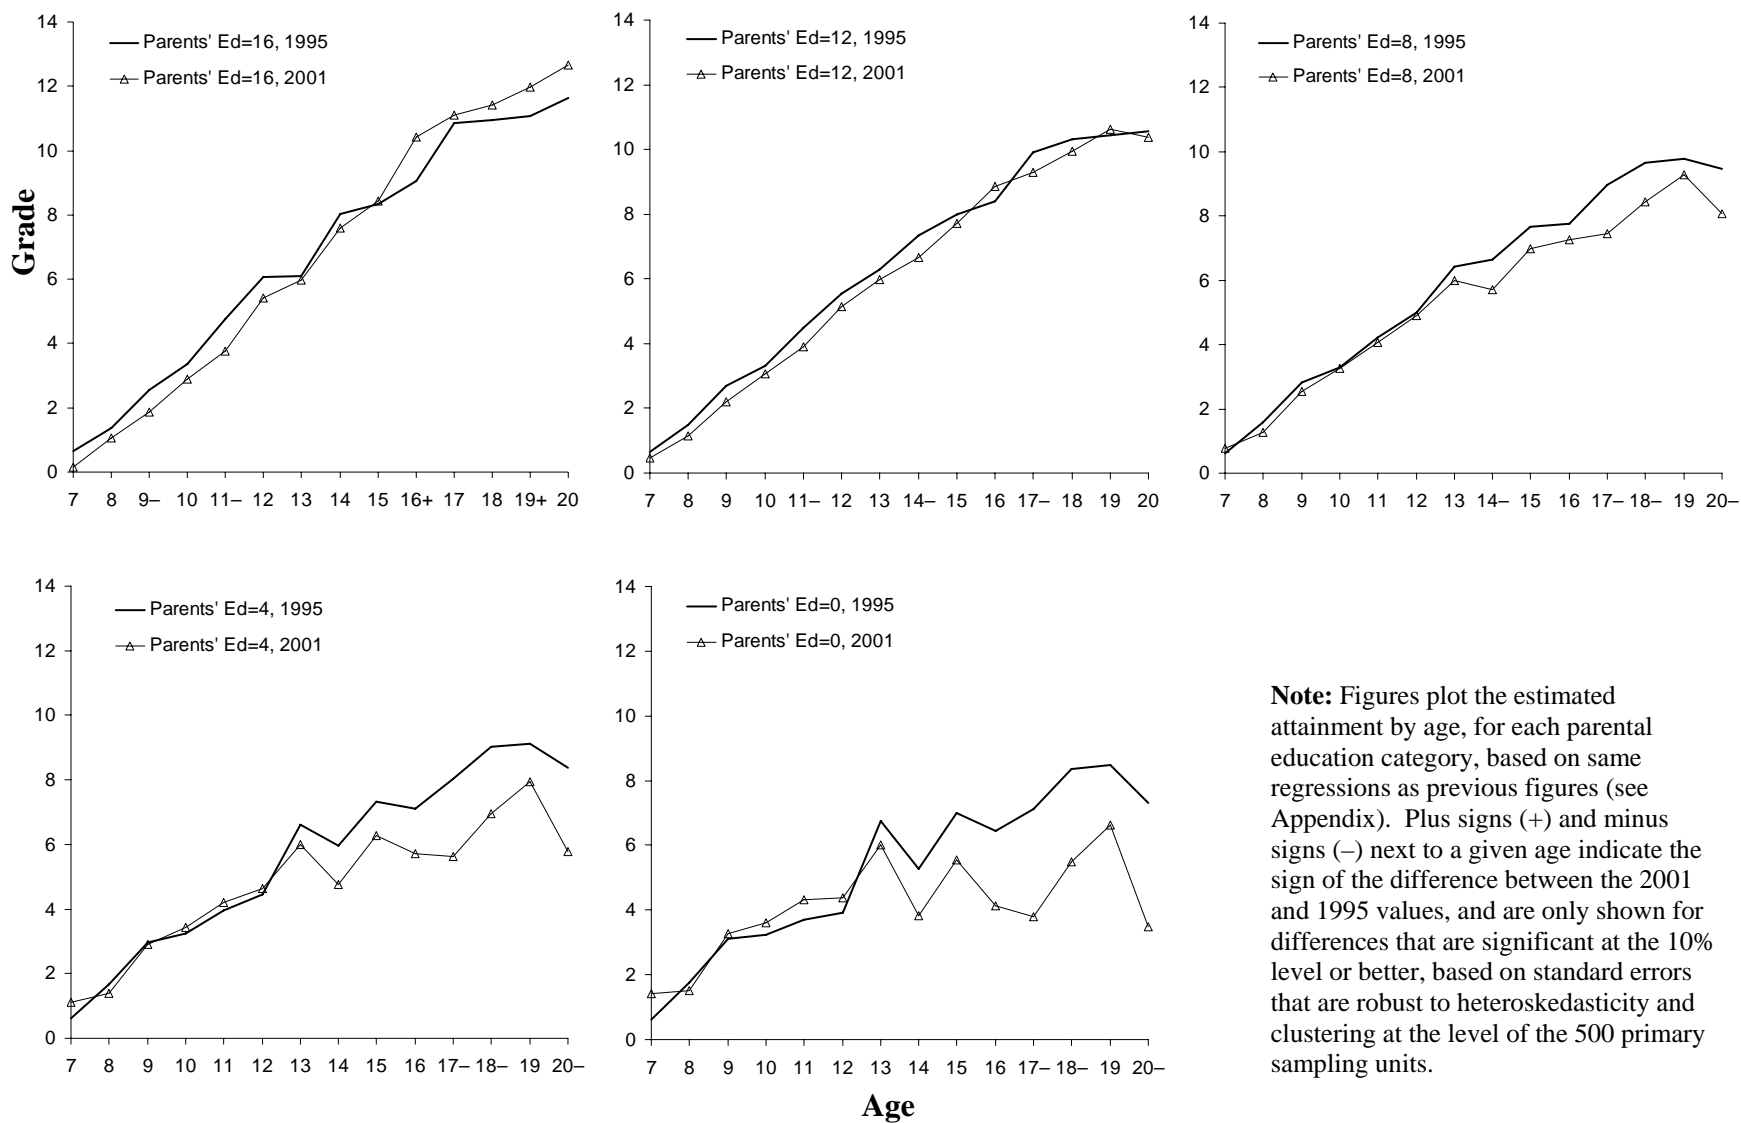 Grade
14
12
10
8
6
4
2
0
Parents' Ed=16, 1995
Parents' Ed=16, 2001
7 8 9– 10 11– 12 13 14 15 16+ 17 18 19+ 20
14
12
10
8
6
4
2
0
Parents' Ed=12, 1995
Parents' Ed=12, 2001
7 8 9 10 11– 12 13 14– 15 16 17– 18 19 20
14
12
10
8
6
4
2
0
Parents' Ed=8, 1995
Parents' Ed=8, 2001
7 8 9 10 11 12 13 14– 15 16 17– 18– 19 20–
14
12
10
8
6
4
2
0
Parents' Ed=4, 1995
Parents' Ed=4, 2001
7 8 9 10 11 12 13 14 15 16 17– 18– 19 20–
14
12
10
8
6
4
2
0
Parents' Ed=0, 1995
Parents' Ed=0, 2001
7 8 9 10 11 12 13 14 15 16 17– 18– 19 20–
Age
Note: Figures plot the estimated
attainment by age, for each parental
education category, based on same
regressions as previous figures (see
Appendix). Plus signs (+) and minus
signs (–) next to a given age indicate the
sign of the difference between the 2001
and 1995 values, and are only shown for
differences that are significant at the 10%
level or better, based on standard errors
that are robust to heteroskedasticity and
clustering at the level of the 500 primary
sampling units.